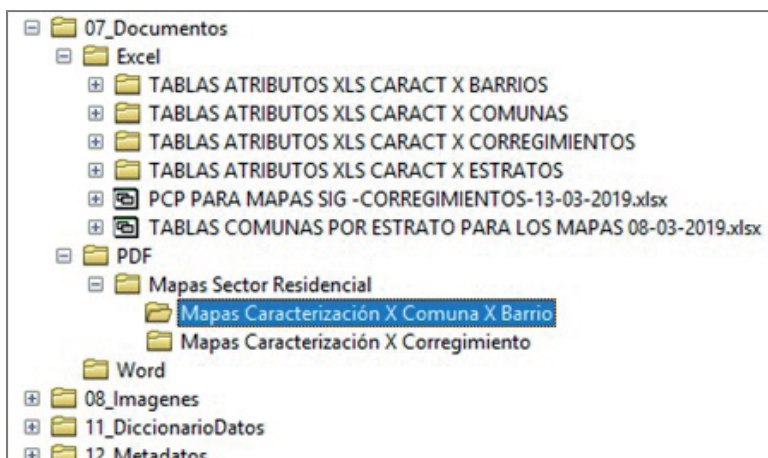 07_Documentos
Excel
TABLAS ATRIBUTOS XLS CARACT X BARRIOS
TABLAS ATRIBUTOS XLS CARACT X COMUNAS
TABLAS ATRIBUTOS XLS CARACT X CORREGIMIENTOS
TABLAS ATRIBUTOS XLS CARACT X ESTRATOS
PCP PARA MAPAS SIG -CORREGIMIENTOS-13-03-2019.xlsx
TABLAS COMUNAS POR ESTRATO PARA LOS MAPAS 08-03-2019.xlsx
PDF
Mapas Sector Residencial
Mapas Caracterización X Comuna X Barrio
Mapas Caracterización X Corregimiento
Word
08_Imagenes
11_DiccionarioDatos
12_Metadatos